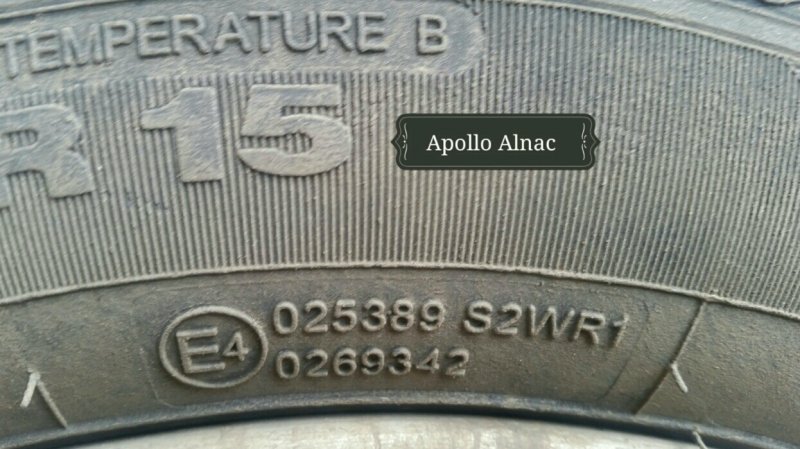 TEMPERATURE B
R 15
Apollo Alnac
E4 025389 S2WR1
0269342